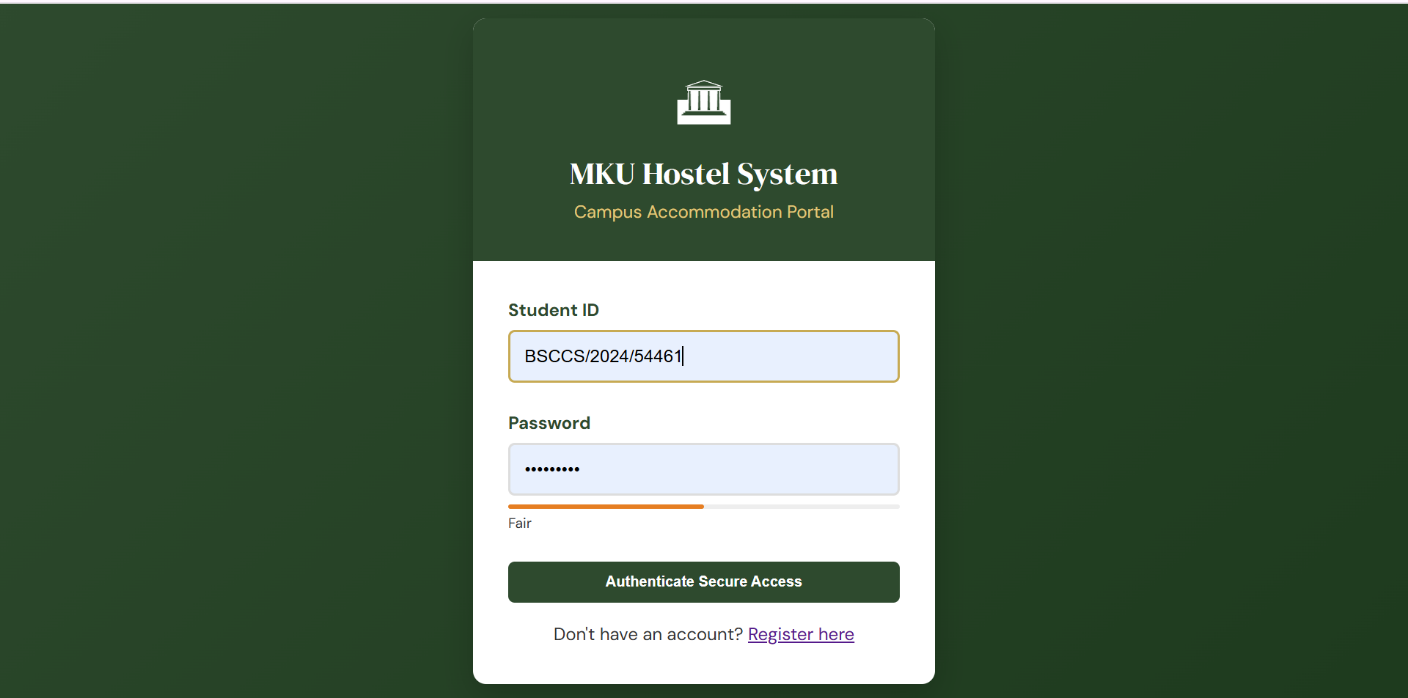 MKU Hostel System
Campus Accommodation Portal
Student ID
BSCCS/2024/54461
Password
•••••••••
Fair
Authenticate Secure Access
Don't have an account? Register here